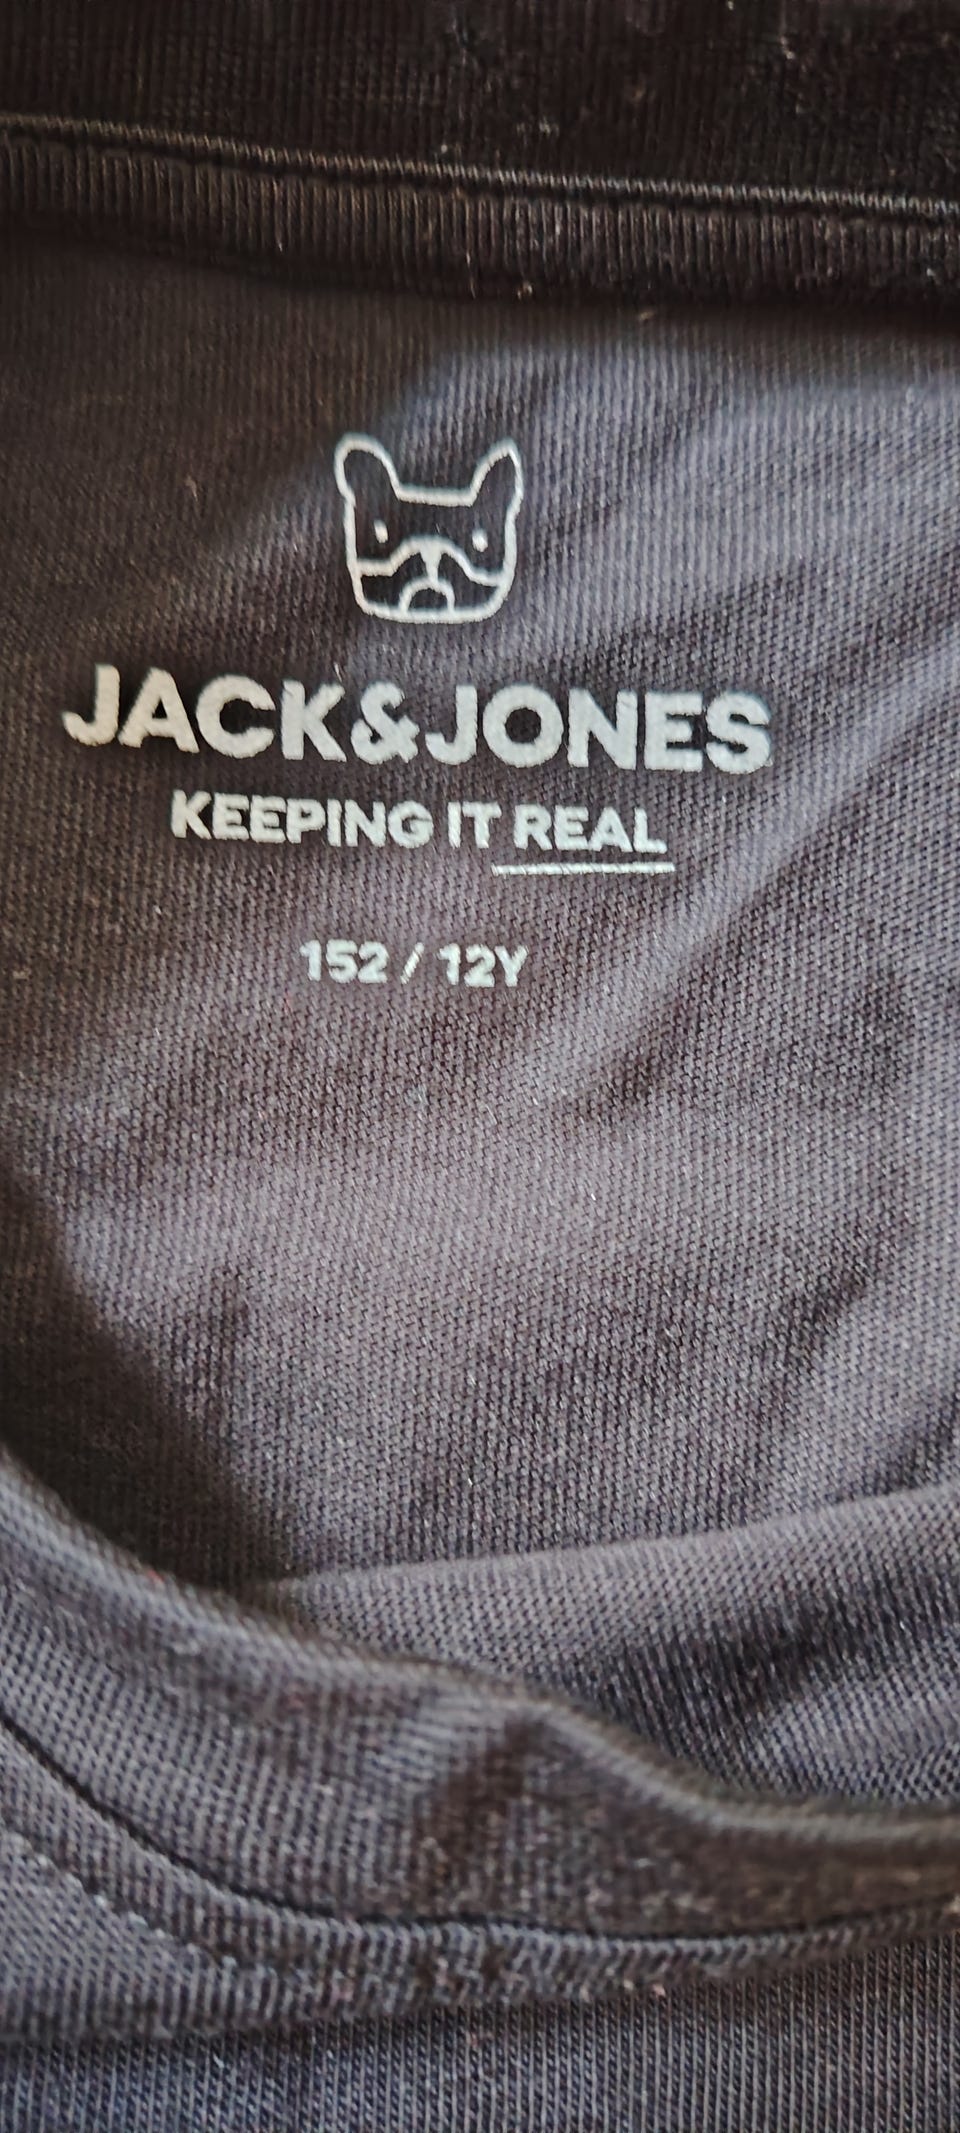 JACK&JONES
KEEPING IT REAL
152 / 12Y